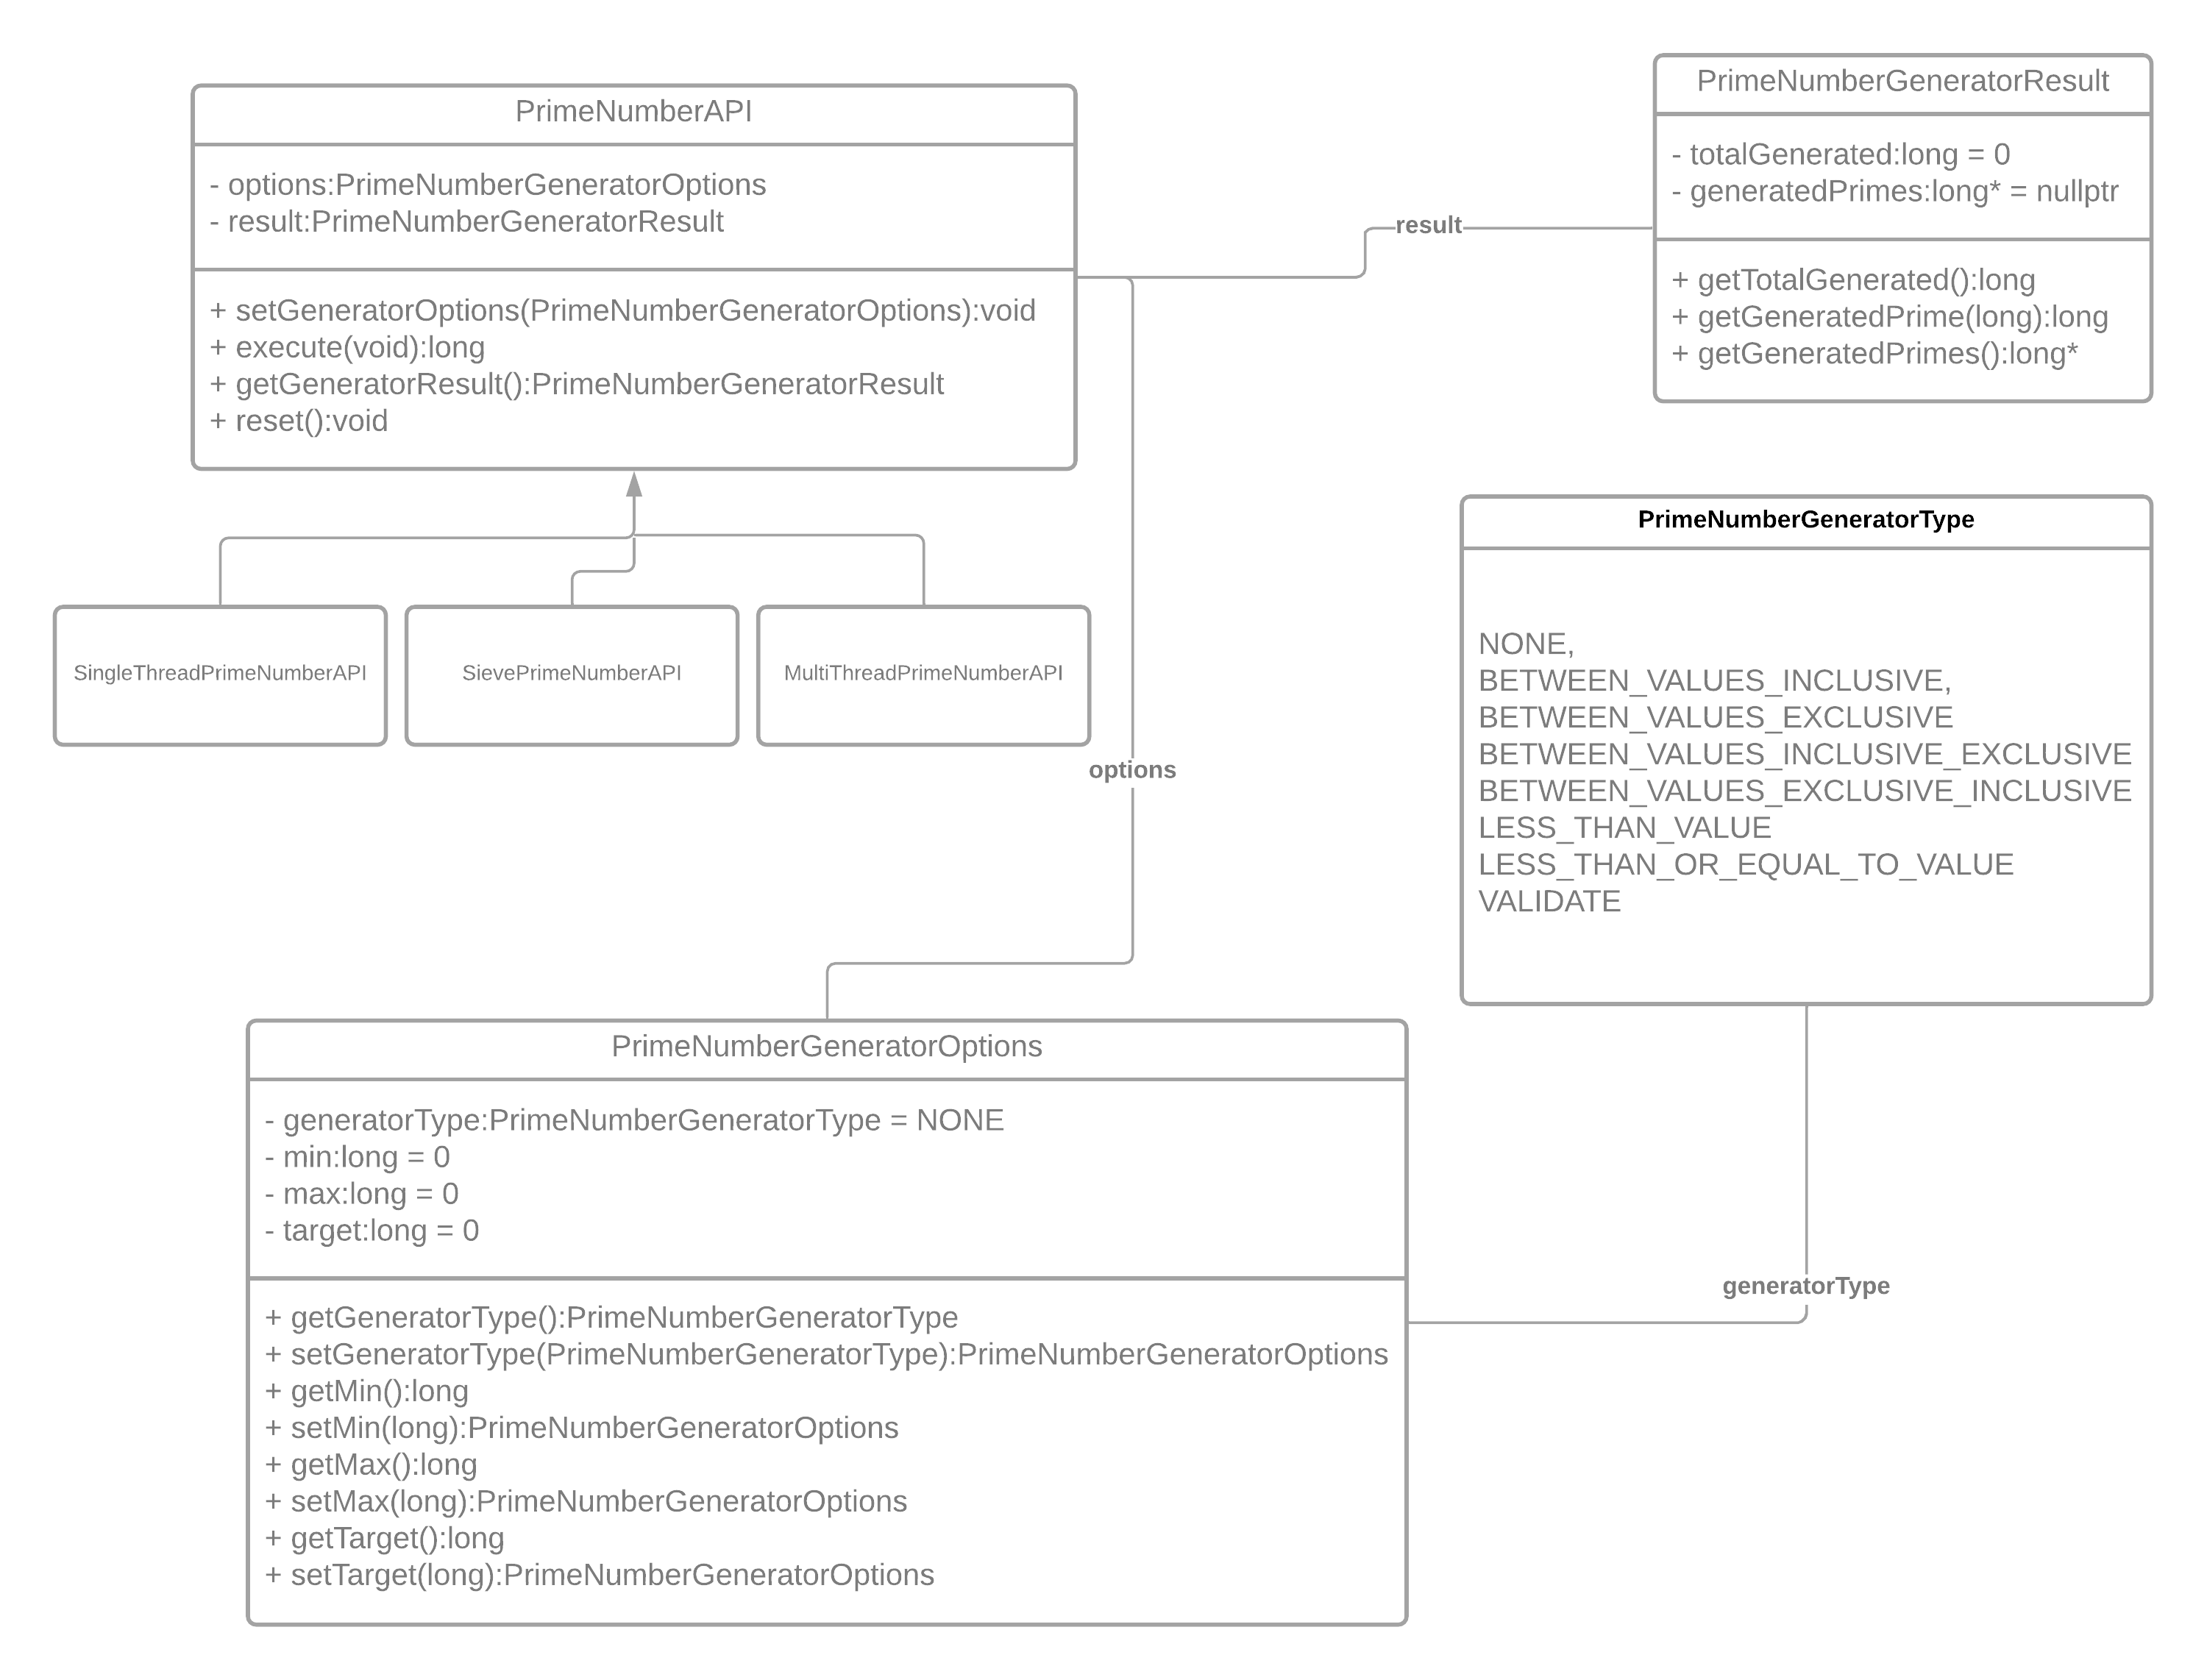 PrimeNumberAPI
- options:PrimeNumberGeneratorOptions
- result:PrimeNumberGeneratorResult
+ setGeneratorOptions(PrimeNumberGeneratorOptions):void
+ execute(void):long
+ getGeneratorResult():PrimeNumberGeneratorResult
+ reset():void
result
PrimeNumberGeneratorResult
- totalGenerated:long = 0
- generatedPrimes:long* = nullptr
+ getTotalGenerated():long
+ getGeneratedPrime(long):long
+ getGeneratedPrimes():long*
SingleThreadPrimeNumberAPI
SievePrimeNumberAPI
MultiThreadPrimeNumberAPI
options
PrimeNumberGeneratorType
NONE,
BETWEEN_VALUES_INCLUSIVE,
BETWEEN_VALUES_EXCLUSIVE
BETWEEN_VALUES_INCLUSIVE_EXCLUSIVE
BETWEEN_VALUES_EXCLUSIVE_INCLUSIVE
LESS_THAN_VALUE
LESS_THAN_OR_EQUAL_TO_VALUE
VALIDATE
PrimeNumberGeneratorOptions
- generatorType:PrimeNumberGeneratorType = NONE
- min:long = 0
- max:long = 0
- target:long = 0
+ getGeneratorType():PrimeNumberGeneratorType
+ setGeneratorType(PrimeNumberGeneratorType):PrimeNumberGeneratorOptions
+ getMin():long
+ setMin(long):PrimeNumberGeneratorOptions
+ getMax():long
+ setMax(long):PrimeNumberGeneratorOptions
+ getTarget():long
+ setTarget(long):PrimeNumberGeneratorOptions
generatorType